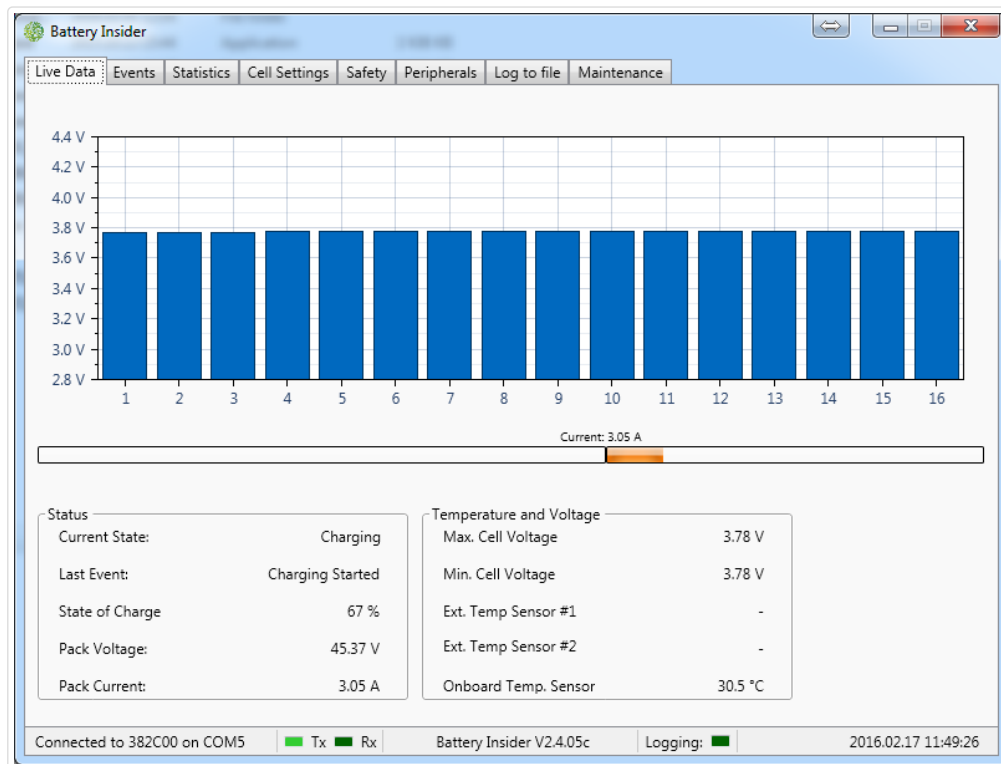 Battery Insider
Live Data Events Statistics Cell Settings Safety Peripherals Log to file Maintenance
4.4 V
4.2 V
4.0 V
3.8 V
3.6 V
3.4 V
3.2 V
3.0 V
2.8 V
1 2 3 4 5 6 7 8 9 10 11 12 13 14 15 16
Current: 3.05 A
Status
Current State: Charging
Last Event: Charging Started
State of Charge 67 %
Pack Voltage: 45.37 V
Pack Current: 3.05 A
Temperature and Voltage
Max. Cell Voltage 3.78 V
Min. Cell Voltage 3.78 V
Ext. Temp Sensor #1 -
Ext. Temp Sensor #2 -
Onboard Temp. Sensor 30.5 °C
Connected to 382C00 on COM5 Tx Rx Battery Insider V2.4.05c Logging: 2016.02.17 11:49:26